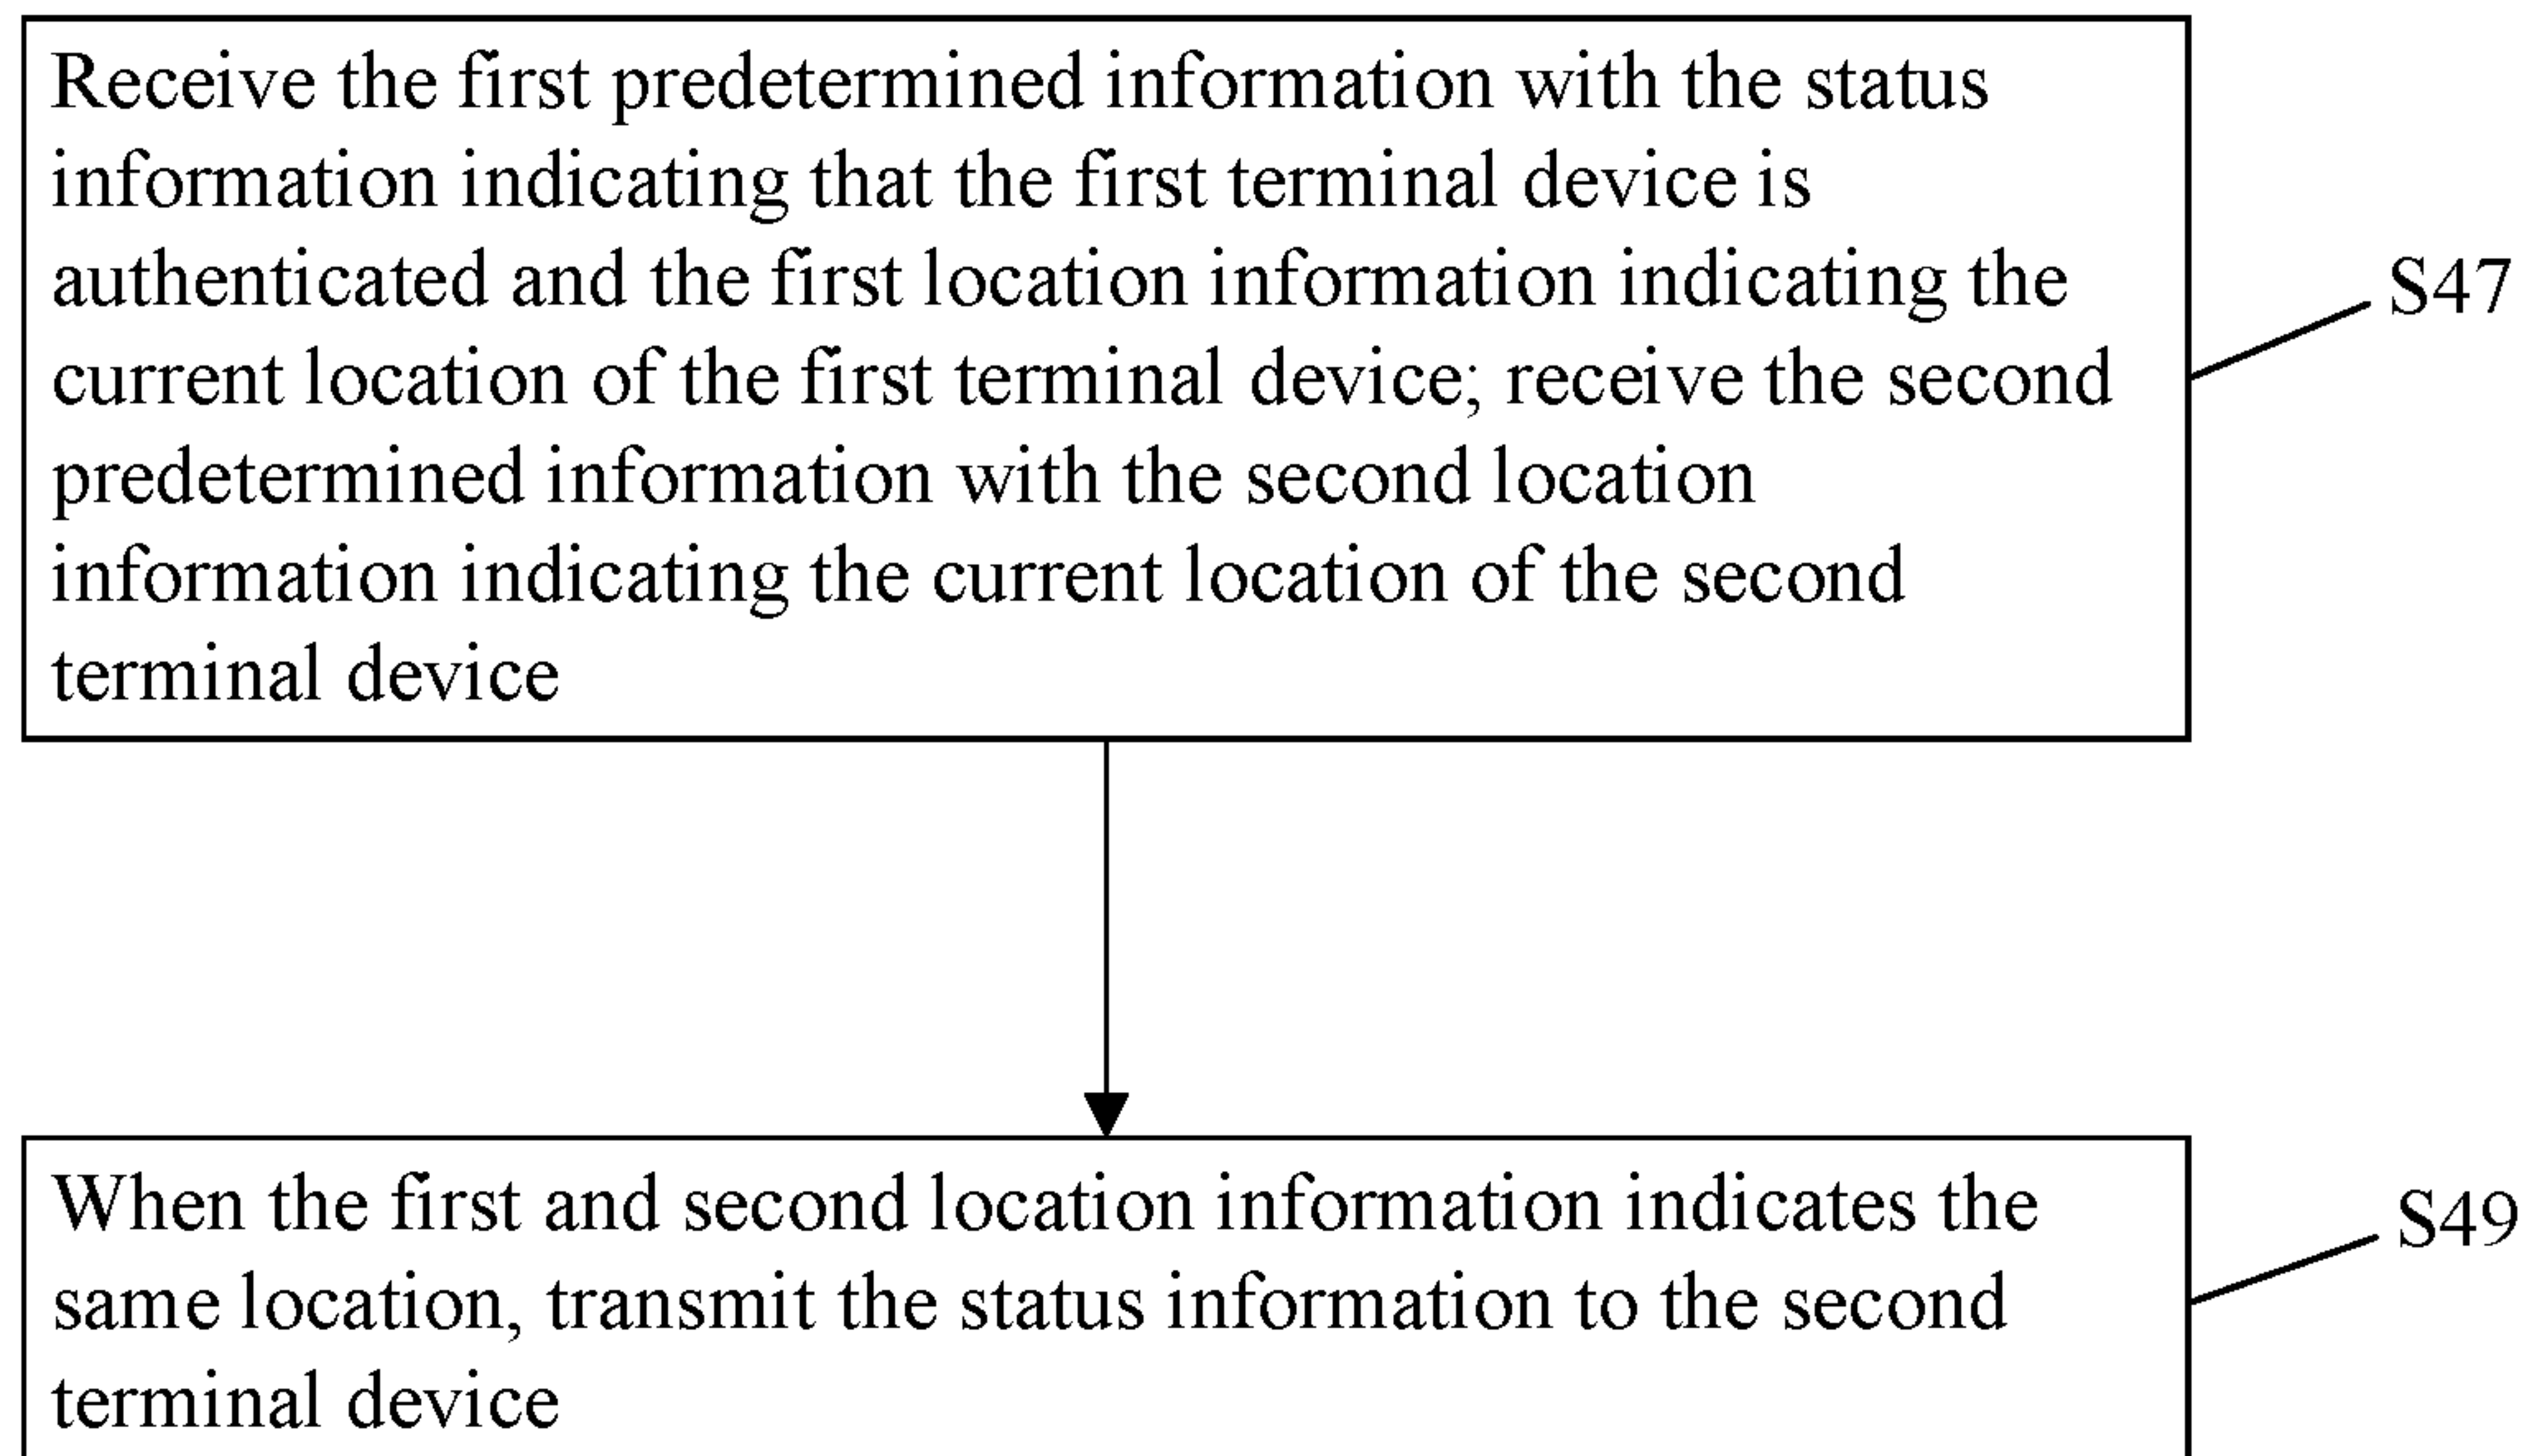 Receive the first predetermined information with the status
information indicating that the first terminal device is
authenticated and the first location information indicating the
current location of the first terminal device; receive the second
predetermined information with the second location
information indicating the current location of the second
terminal device
S47
When the first and second location information indicates the
same location, transmit the status information to the second
terminal device
S49